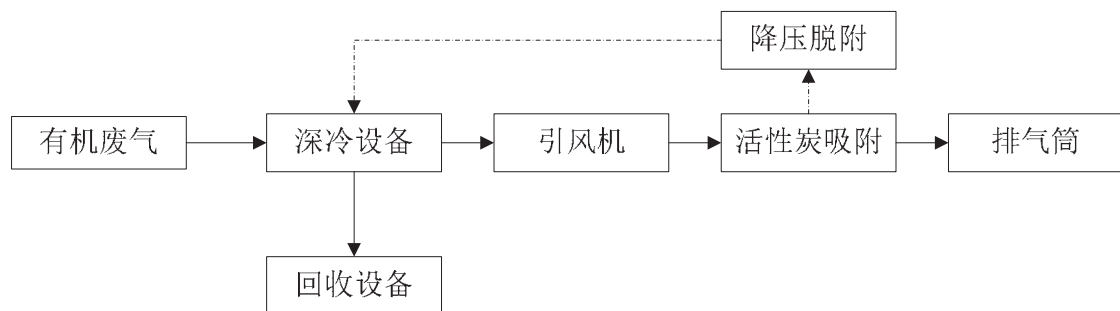 降压脱附
有机废气
深冷设备
引风机
活性炭吸附
排气筒
回收设备